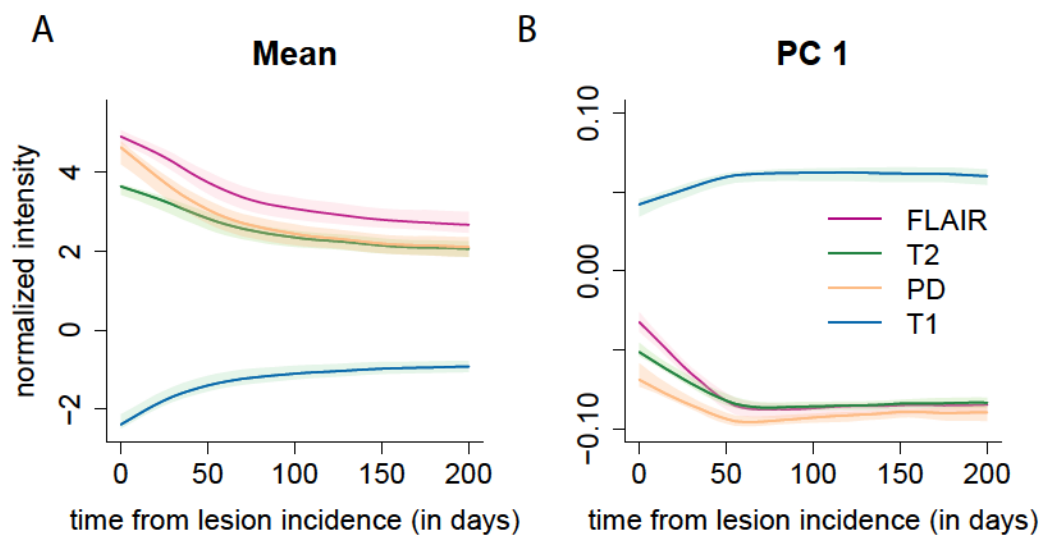 A
Mean
normalized intensity
4
2
0
−2
0 50 100 150 200
time from lesion incidence (in days)
B
PC 1
0.10
0.00
−0.10
FLAIR
T2
PD
T1
0 50 100 150 200
time from lesion incidence (in days)